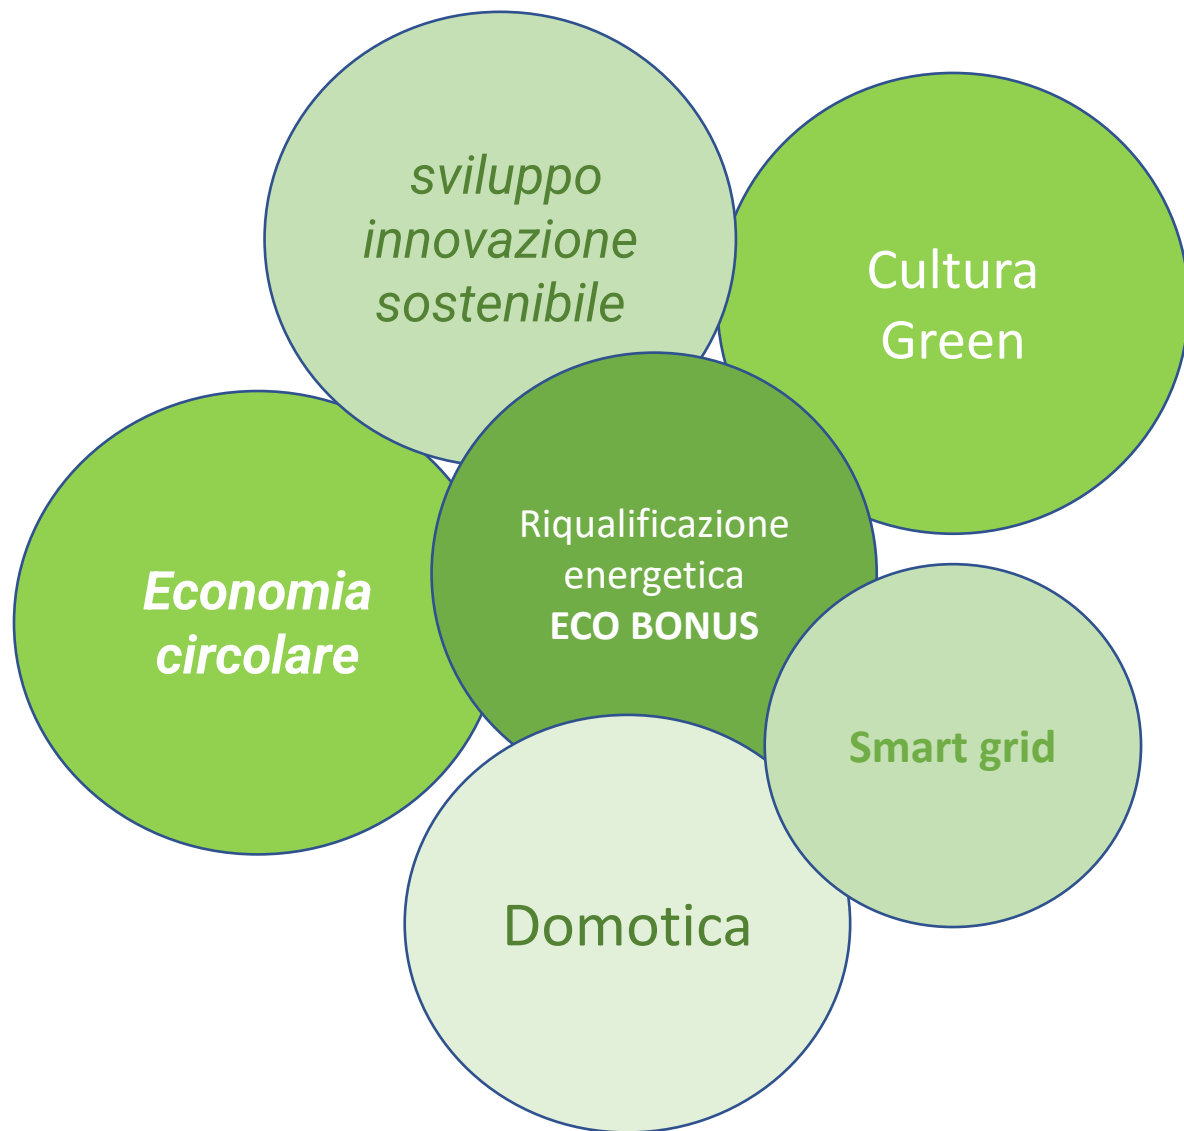 sviluppo
innovazione
sostenibile
Cultura
Green
Riqualificazione
energetica
ECO BONUS
Economia
circolare
Smart grid
Domotica